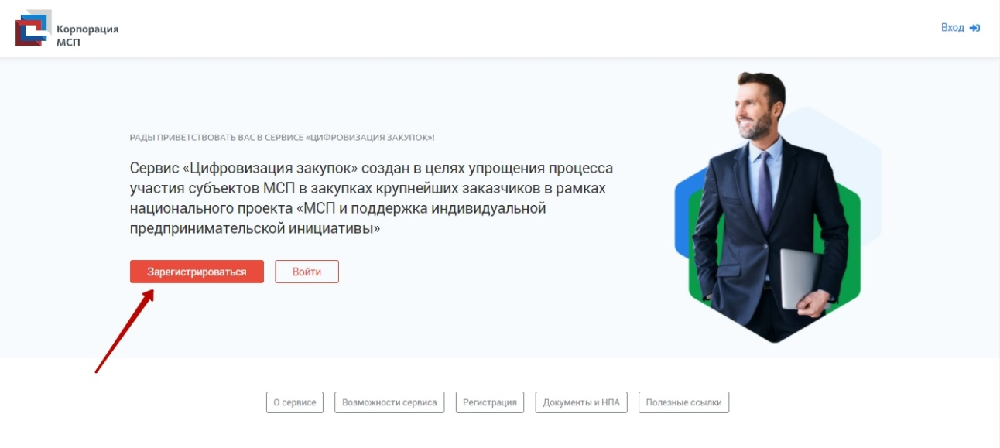 Корпорация
МСП
Вход
РАДЫ ПРИВЕТСТВОВАТЬ ВАС В СЕРВИСЕ «ЦИФРОВИЗАЦИЯ ЗАКУПОК»!
Сервис «Цифровизация закупок» создан в целях упрощения процесса
участия субъектов МСП в закупках крупнейших заказчиков в рамках
национального проекта «МСП и поддержка индивидуальной
предпринимательской инициативы»
Зарегистрироваться
Войти
О сервисе
Возможности сервиса
Регистрация
Документы и НПА
Полезные ссылки